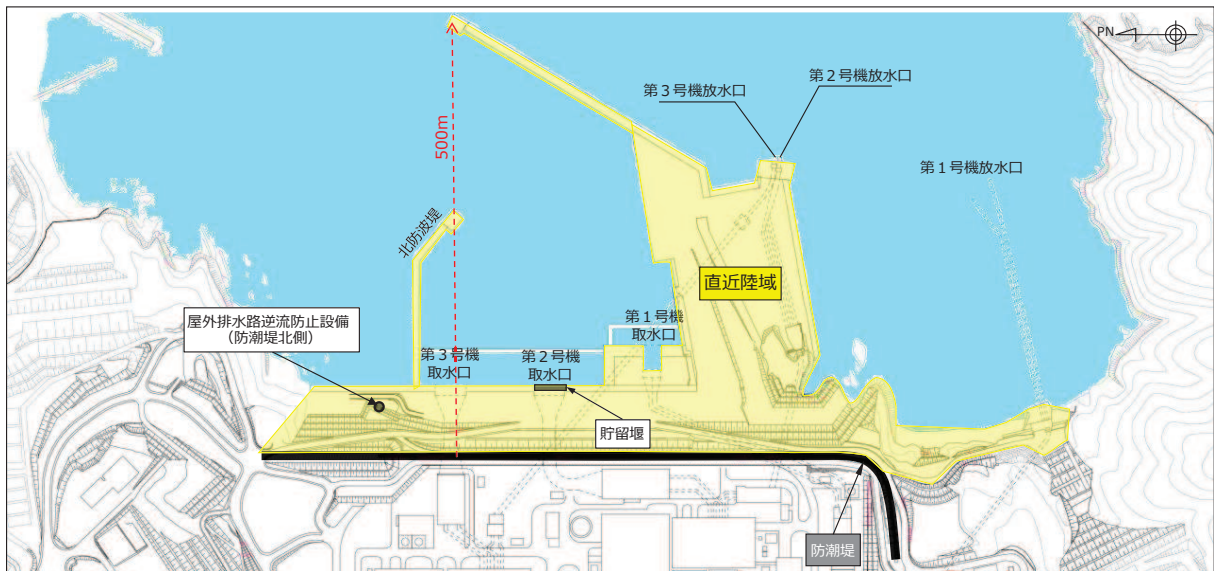 PN
第2号機放水口
第3号機放水口
第1号機放水口
500m
北防波堤
直近陸域
屋外排水路逆流防止設備
(防潮堤北側)
第1号機
取水口
第3号機
取水口
第2号機
取水口
貯留堰
防潮堤